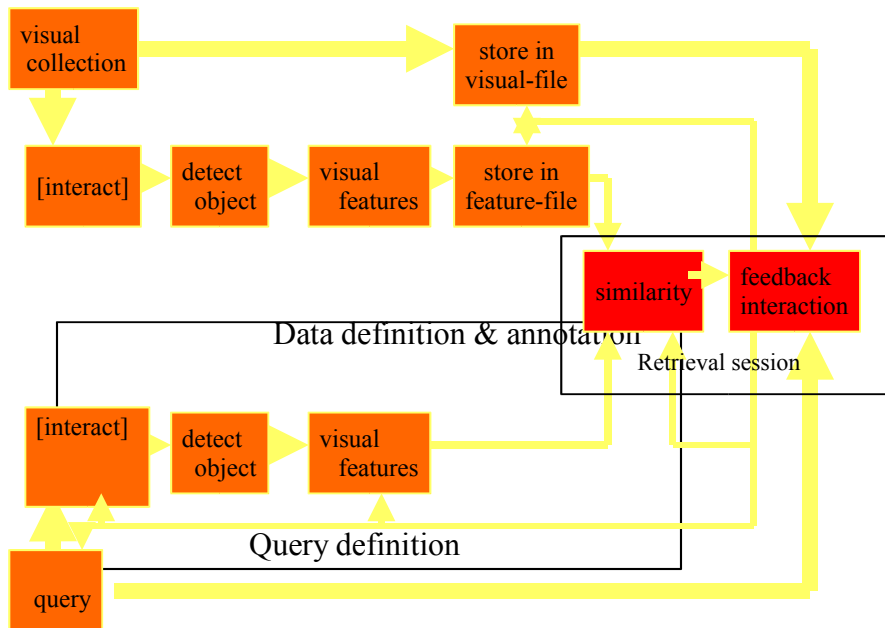 visual
collection
store in
visual-file
[interact]
detect
object
visual
features
store in
feature-file
similarity
feedback
interaction
Data definition & annotation
Retrieval session
[interact]
detect
object
visual
features
Query definition
query